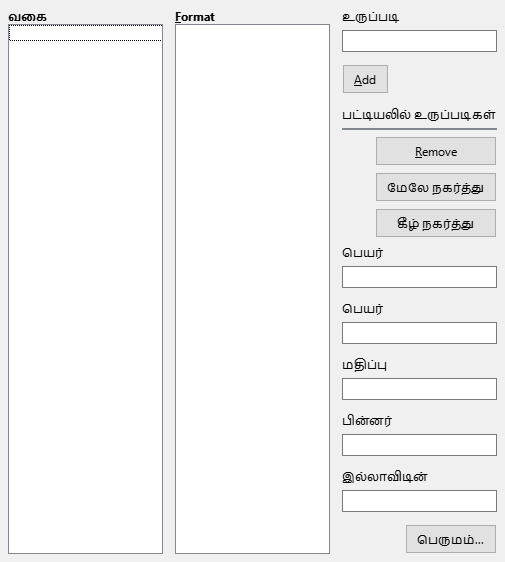 வகை
Format
உருப்படி
Add
பட்டியலில் உருப்படிகள்
Remove
மேலே நகர்த்து
கீழ் நகர்த்து
பெயர்
பெயர்
மதிப்பு
பின்னர்
இல்லாவிடின்
பெருமம்...